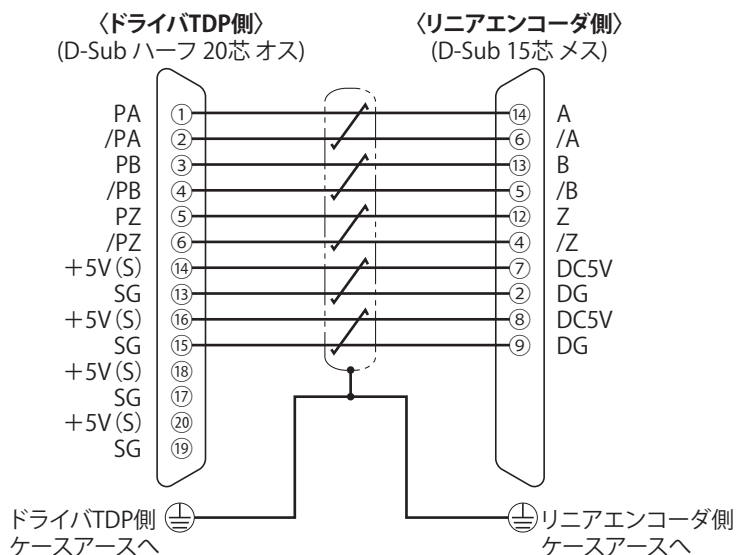 〈ドライバTDP側〉
(D-Sub ハーフ 20芯 オス)
〈リニアエンコーダ側〉
(D-Sub 15芯 メス)
PA ① ⑭ A
/PA ② ⑥ /A
PB ③ ⑬ B
/PB ④ ⑤ /B
PZ ⑤ ⑫ Z
/PZ ⑥ ④ /Z
+5V(S) ⑭ ⑦ DC5V
SG ⑬ ② DG
+5V(S) ⑯ ⑧ DC5V
SG ⑮ ⑨ DG
+5V(S) ⑱
SG ⑰
+5V(S) ⑳
SG ⑲
ドライバTDP側
ケースアースへ
リニアエンコーダ側
ケースアースへ